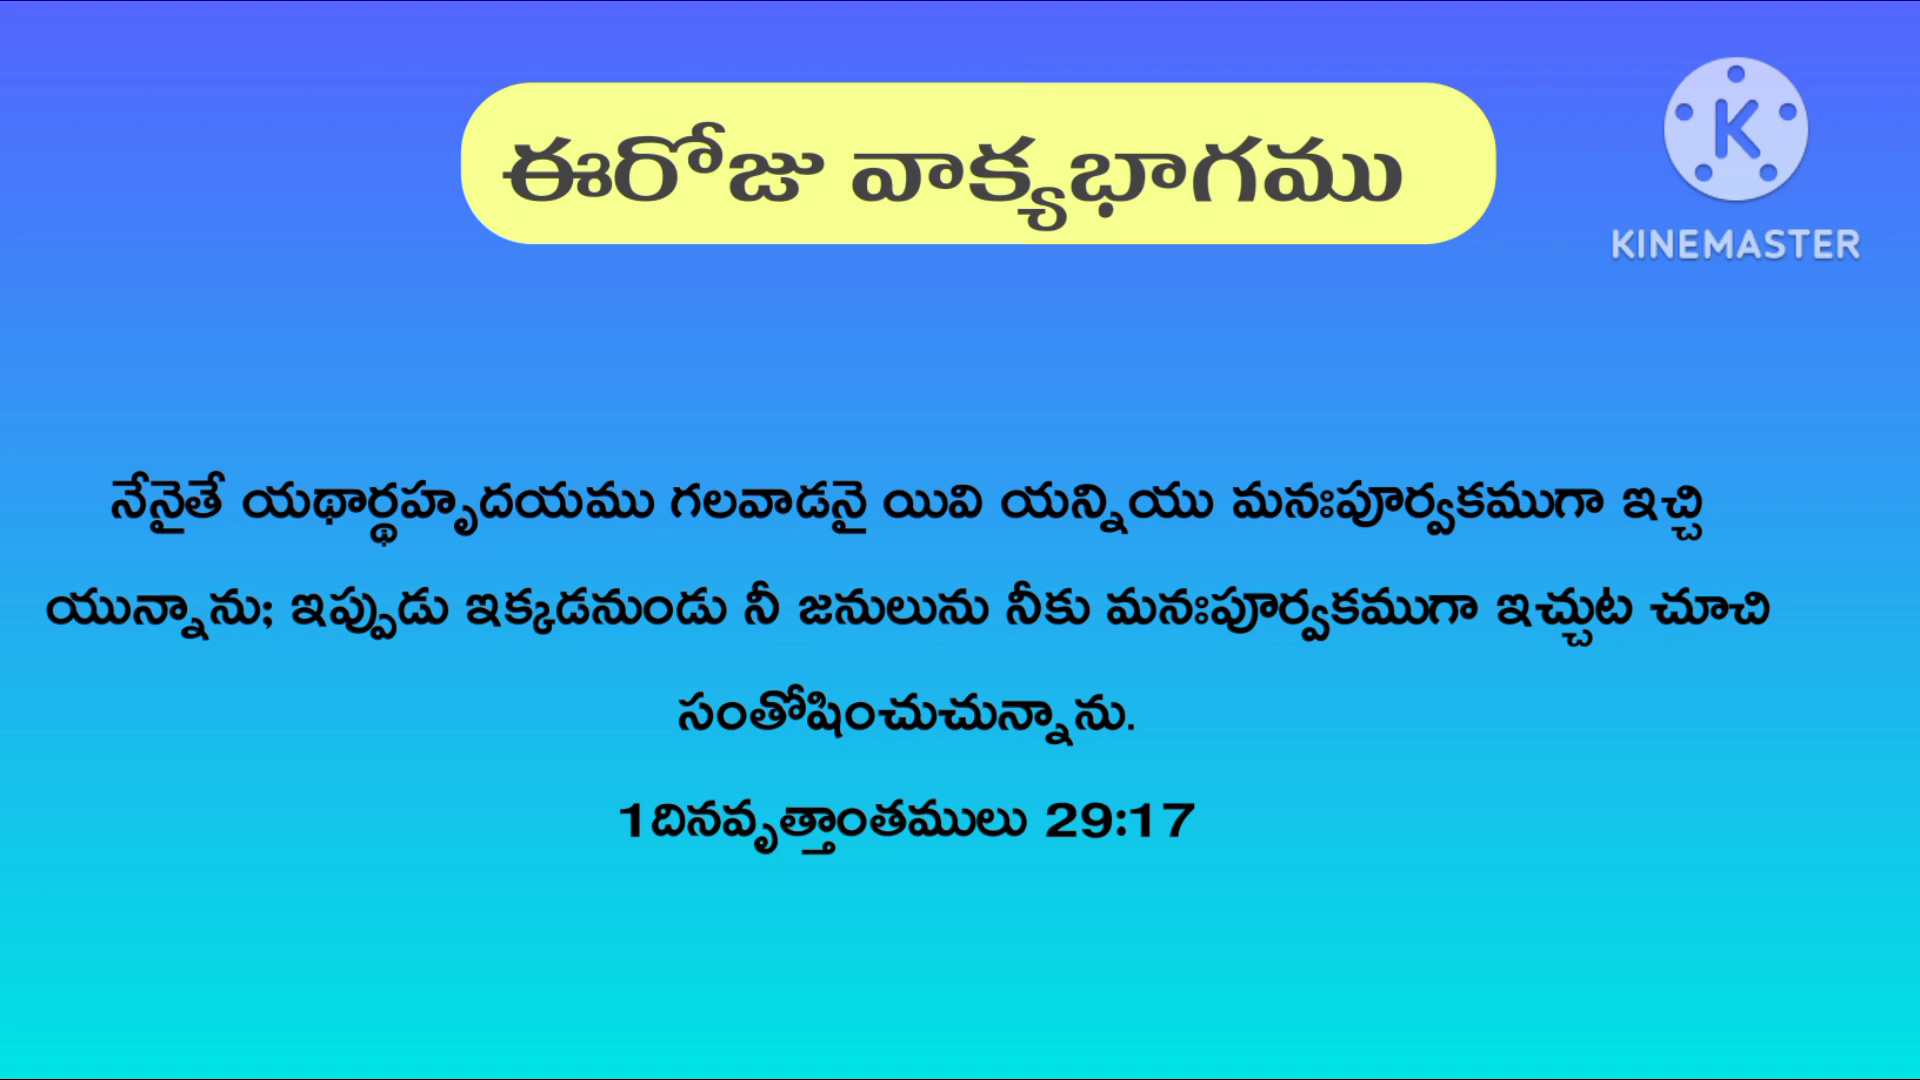 ఈరోజు వాక్యభాగము
KINEMASTER
నేనైతే యథార్థహృదయము గలవాడనై యివి యన్నియు మనఃపూర్వకముగా ఇచ్చి
యున్నాను; ఇప్పుడు ఇక్కడనుండు నీ జనులును నీకు మనఃపూర్వకముగా ఇచ్చుట చూచి
సంతోషించుచున్నాను.
1దినవృత్తాంతములు 29:17